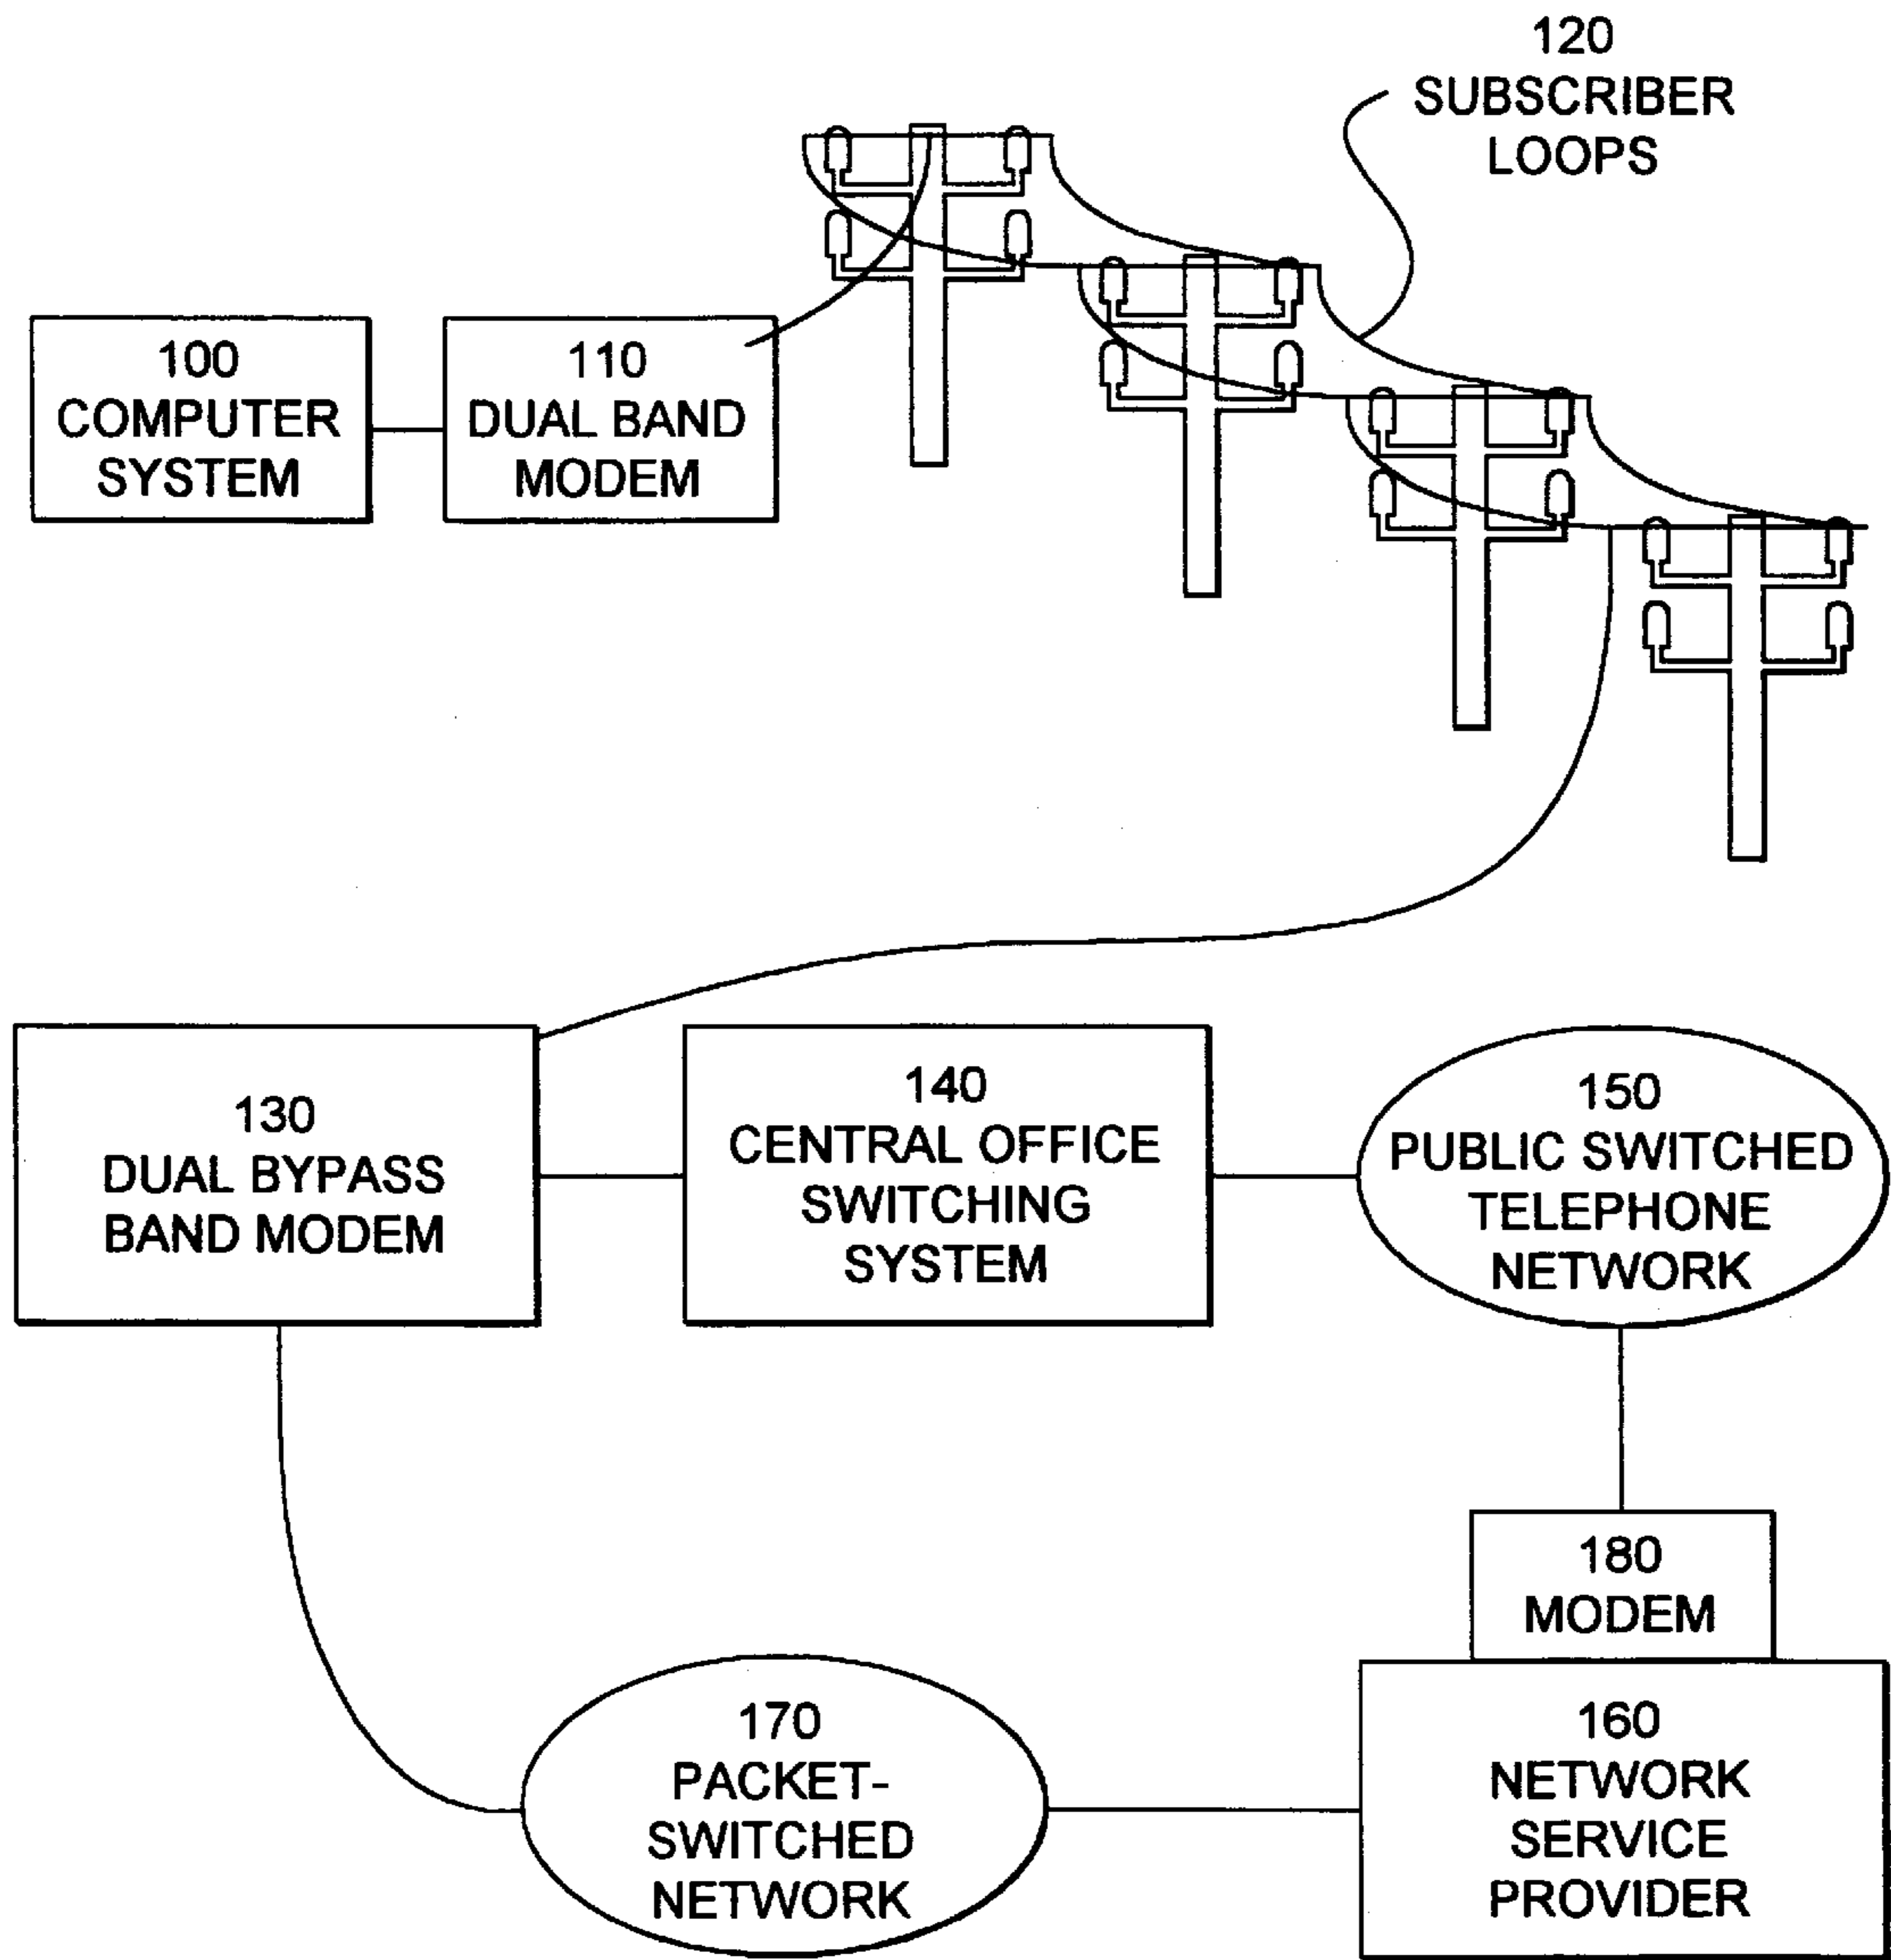 120
SUBSCRIBER
LOOPS
100
COMPUTER
SYSTEM
110
DUAL BAND
MODEM
130
DUAL BYPASS
BAND MODEM
140
CENTRAL OFFICE
SWITCHING
SYSTEM
150
PUBLIC SWITCHED
TELEPHONE
NETWORK
180
MODEM
170
PACKET-
SWITCHED
NETWORK
160
NETWORK
SERVICE
PROVIDER